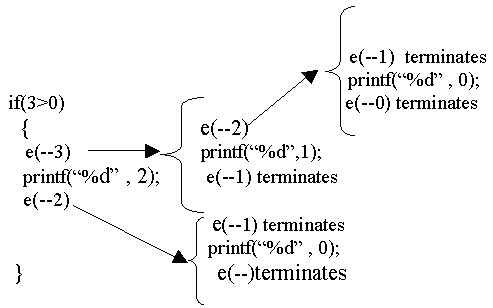 if(3>0)
{
e(--3)
printf(“%d” , 2);
e(--2)
}
e(--2)
printf(“%d”,1);
e(--1) terminates
e(--1) terminates
printf(“%d” , 0);
e(--0) terminates
e(--1) terminates
printf(“%d” , 0);
e(--)terminates